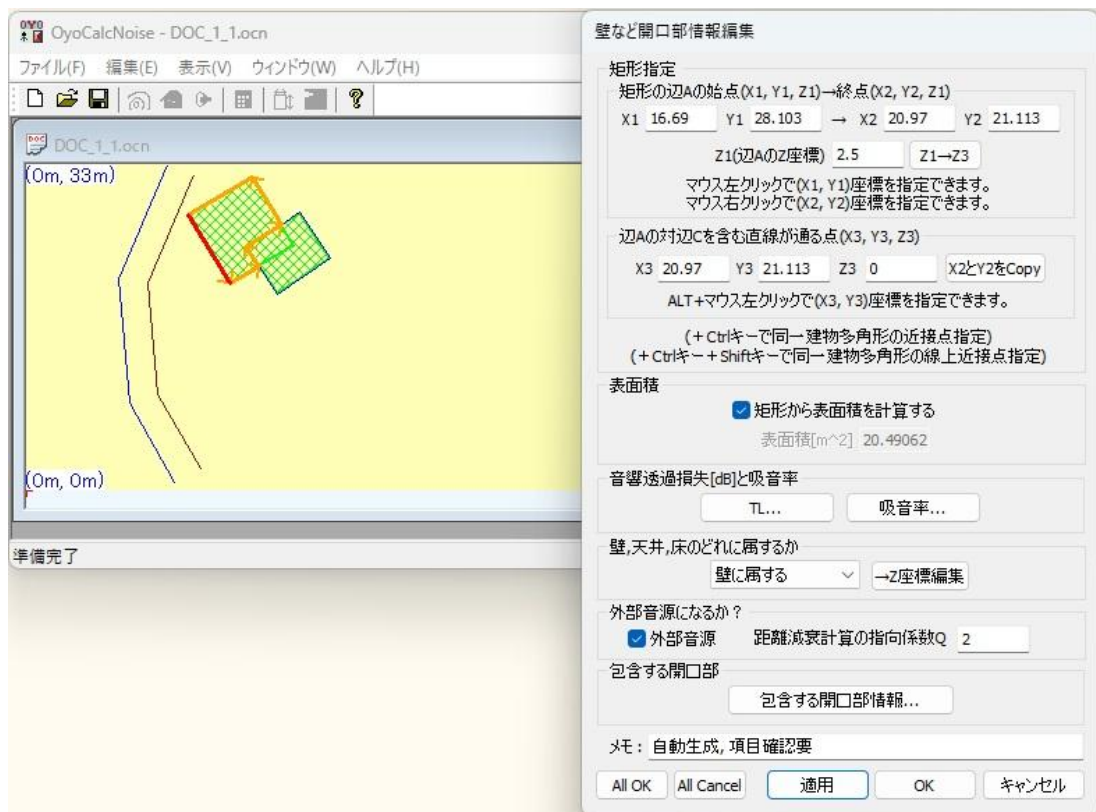 OyoCalcNoise - DOC_1_1.ocn
ファイル(F) 編集(E) 表示(V) ウィンドウ(W) ヘルプ(H)
DOC_1_1.ocn
(0m, 33m)
(0m, 0m)
準備完了
壁など開口部情報編集
矩形指定
矩形の辺Aの始点(X1, Y1, Z1)→終点(X2, Y2, Z1)
X1 16.69 Y1 28.103 → X2 20.97 Y2 21.113
Z1(辺AのZ座標) 2.5 Z1→Z3
マウス左クリックで(X1, Y1)座標を指定できます。
マウス右クリックで(X2, Y2)座標を指定できます。
辺Aの対辺Cを含む直線が通る点(X3, Y3, Z3)
X3 20.97 Y3 21.113 Z3 0 X2とY2をCopy
ALT+マウス左クリックで(X3, Y3)座標を指定できます。
(+Ctrlキーで同一建物多角形の近接点指定)
(+Ctrlキー+Shiftキーで同一建物多角形の線上近接点指定)
表面積
矩形から表面積を計算する
表面積[m^2] 20.49062
音響透過損失[dB]と吸音率
TL... 吸音率...
壁,天井,床のどれに属するか
壁に属する →Z座標編集
外部音源になるか?
外部音源 距離減衰計算の指向係数Q 2
包含する開口部
包含する開口部情報...
メモ: 自動生成, 項目確認要
All OK All Cancel 適用 OK キャンセル